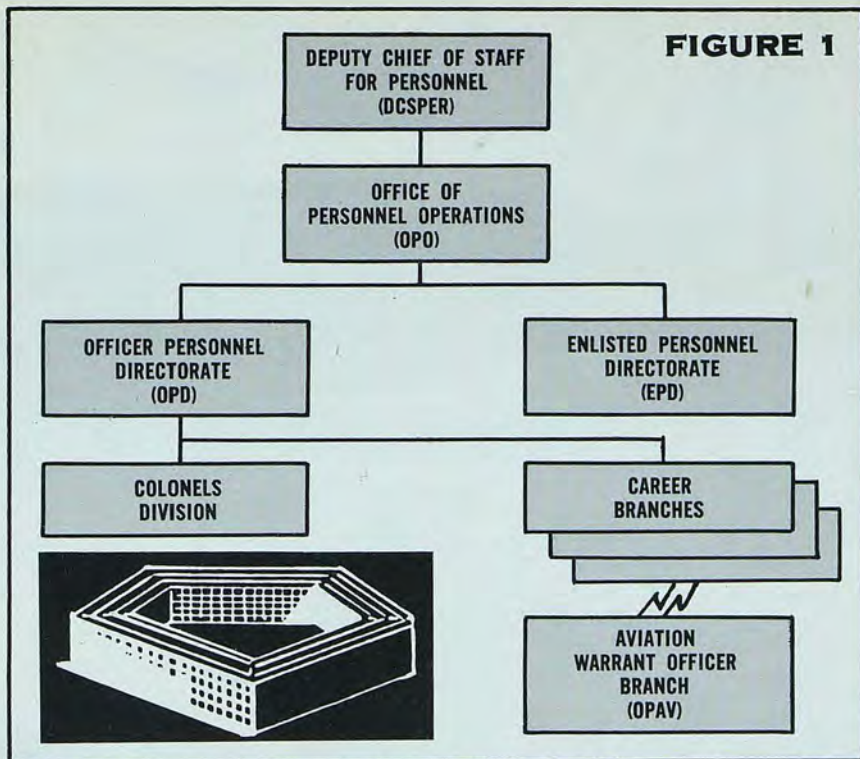 FIGURE 1
DEPUTY CHIEF OF STAFF
FOR PERSONNEL
(DCSPER)
OFFICE OF
PERSONNEL OPERATIONS
(OPO)
OFFICER PERSONNEL
DIRECTORATE
(OPD)
ENLISTED PERSONNEL
DIRECTORATE
(EPD)
COLONELS
DIVISION
CAREER
BRANCHES
AVIATION
WARRANT OFFICER
BRANCH
(OPAV)